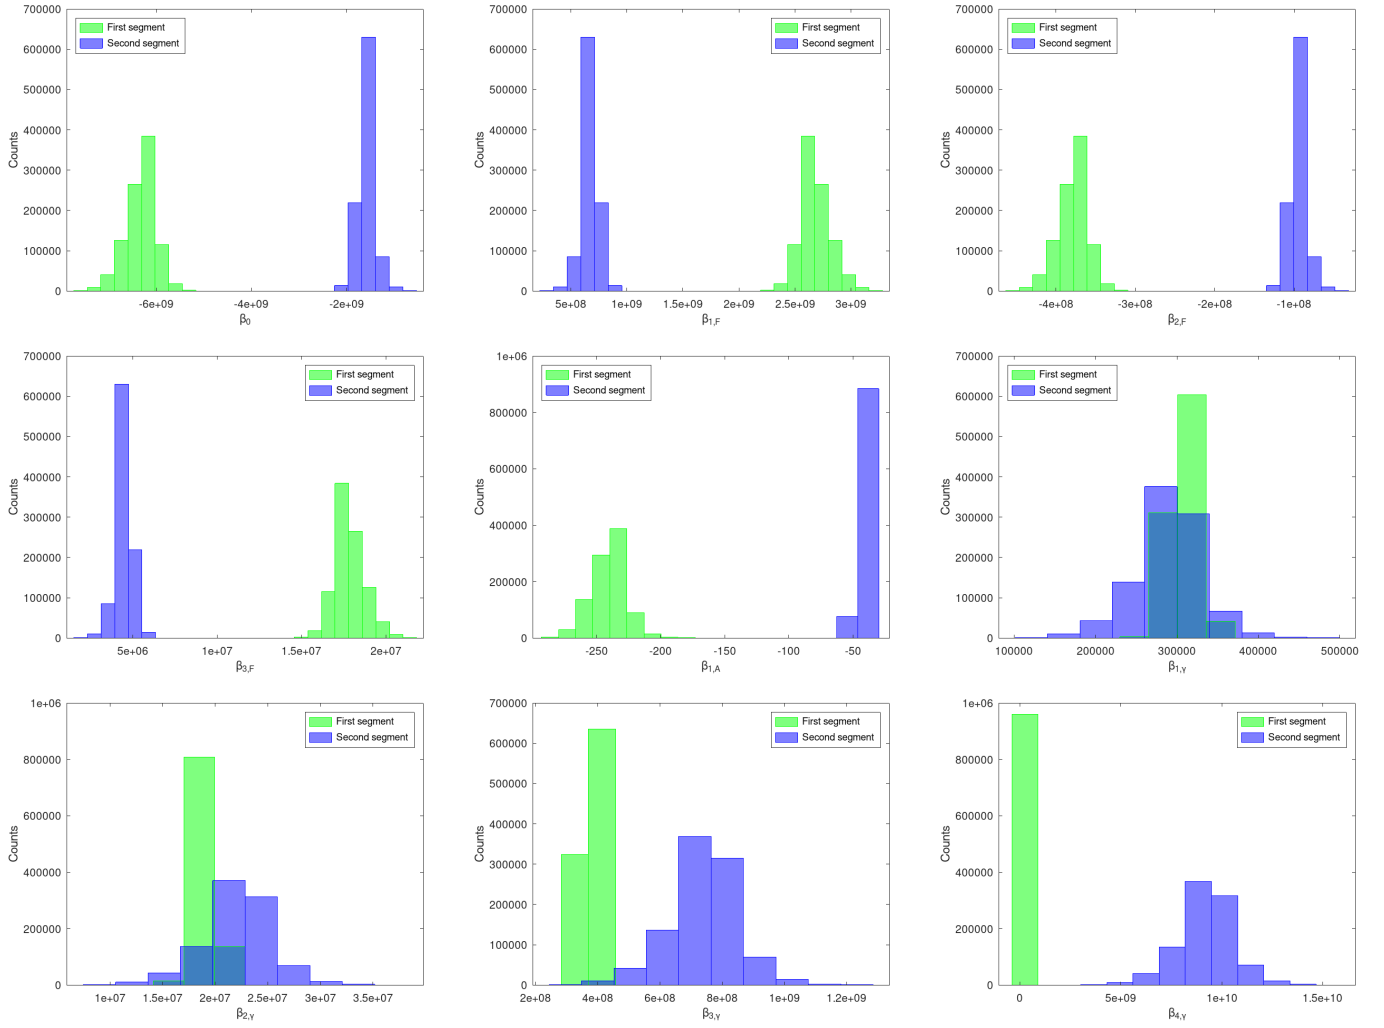 700000
600000
500000
400000
300000
200000
100000
0
Counts
First segment
Second segment
-6e+09 -4e+09 -2e+09
β0
700000
600000
500000
400000
300000
200000
100000
0
Counts
First segment
Second segment
5e+08 1e+09 1.5e+09 2e+09 2.5e+09 3e+09
β1,F
700000
600000
500000
400000
300000
200000
100000
0
Counts
First segment
Second segment
-4e+08 -3e+08 -2e+08 -1e+08
β2,F
700000
600000
500000
400000
300000
200000
100000
0
Counts
First segment
Second segment
5e+06 1e+07 1.5e+07 2e+07
β3,F
1e+06
800000
600000
400000
200000
0
Counts
First segment
Second segment
-250 -200 -150 -100 -50
β1,A
700000
600000
500000
400000
300000
200000
100000
0
Counts
First segment
Second segment
100000 200000 300000 400000 500000
β1,γ
1e+06
800000
600000
400000
200000
0
Counts
First segment
Second segment
1e+07 1.5e+07 2e+07 2.5e+07 3e+07 3.5e+07
β2,γ
700000
600000
500000
400000
300000
200000
100000
0
Counts
First segment
Second segment
2e+08 4e+08 6e+08 8e+08 1e+09 1.2e+09
β3,γ
1e+06
800000
600000
400000
200000
0
Counts
First segment
Second segment
0 5e+09 1e+10 1.5e+10
β4,γ